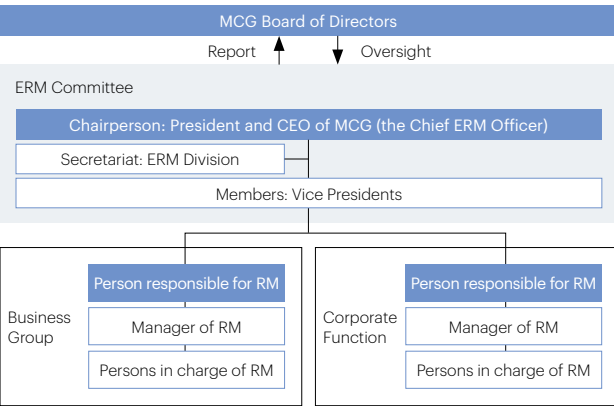 MCG Board of Directors
Report
Oversight
ERM Committee
Chairperson: President and CEO of MCG (the Chief ERM Officer)
Secretariat: ERM Division
Members: Vice Presidents
Business
Group
Person responsible for RM
Manager of RM
Persons in charge of RM
Corporate
Function
Person responsible for RM
Manager of RM
Persons in charge of RM